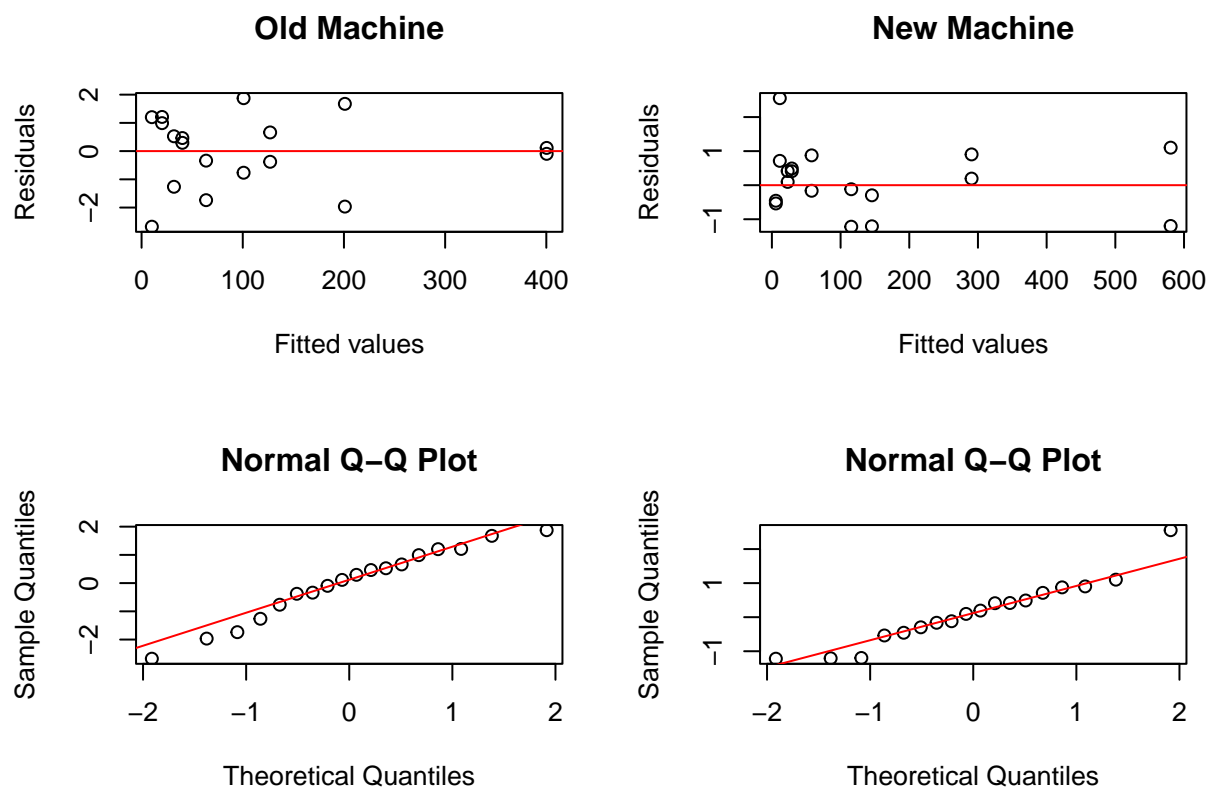 Old Machine
Residuals
2
0
−2
0 100 200 300 400
Fitted values
New Machine
Residuals
1
−1
0 100 200 300 400 500 600
Fitted values
Normal Q−Q Plot
Sample Quantiles
2
0
−2
−2 −1 0 1 2
Theoretical Quantiles
Normal Q−Q Plot
Sample Quantiles
1
−1
−2 −1 0 1 2
Theoretical Quantiles